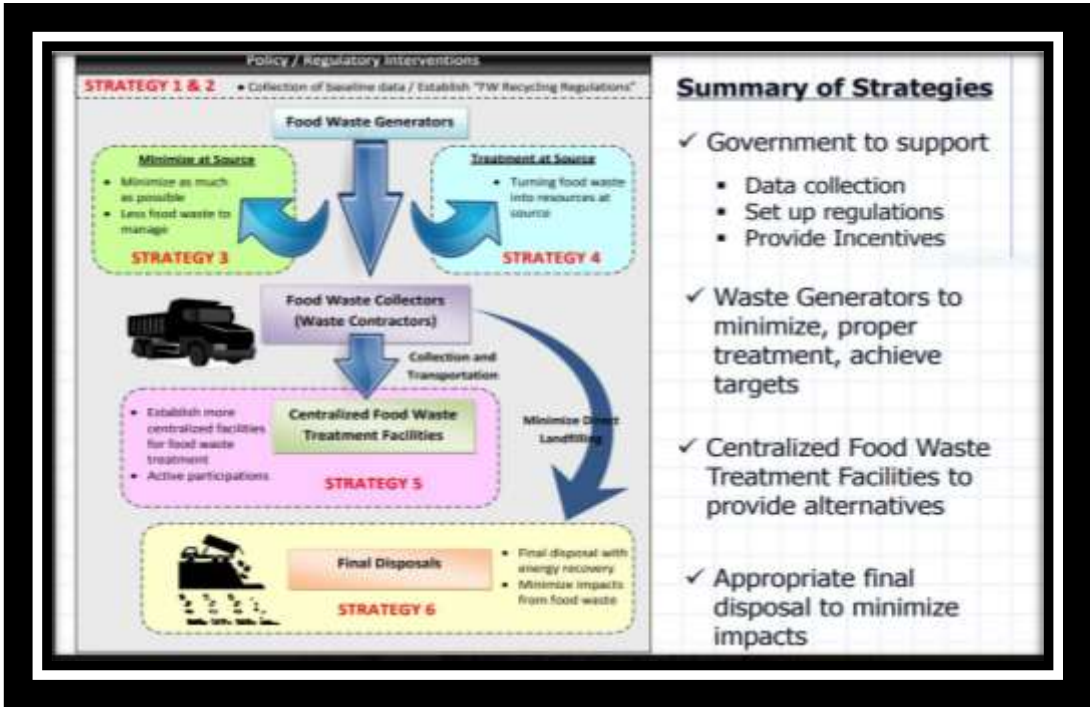 Policy / Regulatory Interventions
STRATEGY 1 & 2 • Collection of baseline data / Establish "FW Recycling Regulations"
Food Waste Generators
Minimize at Source
• Minimize as much
as possible
• Less food waste to
manage
STRATEGY 3
Treatment at Source
• Turning food waste
into resources at
source
STRATEGY 4
Food Waste Collectors
(Waste Contractors)
Collection and
Transportation
• Establish more
centralized facilities
for food waste
treatment
• Active participations
Centralized Food Waste
Treatment Facilities
STRATEGY 5
Minimize Direct
Landfilling
Final Disposals
STRATEGY 6
• Final disposal with
energy recovery
• Minimize impacts
from food waste
Summary of Strategies
✓ Government to support
▪ Data collection
▪ Set up regulations
▪ Provide Incentives
✓ Waste Generators to
minimize, proper
treatment, achieve
targets
✓ Centralized Food Waste
Treatment Facilities to
provide alternatives
✓ Appropriate final
disposal to minimize
impacts